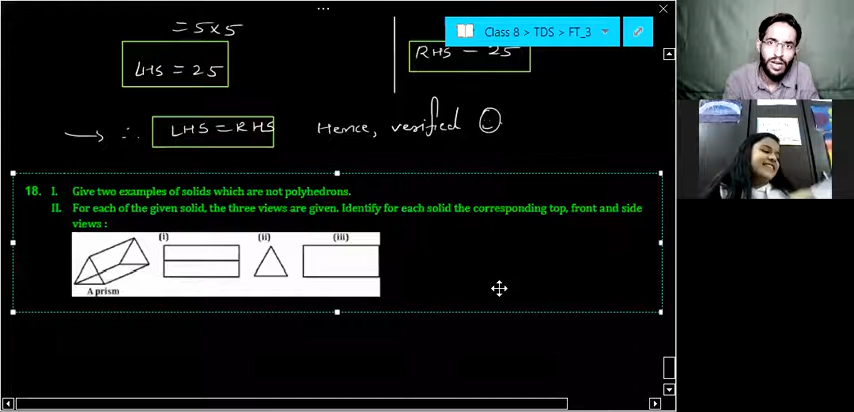 = 5 × 5
Class 8 > TDS > FT_3
LHS = 25
RHS = 25
→ ∴ LHS = RHS Hence, verified
18. I. Give two examples of solids which are not polyhedrons.
II. For each of the given solid, the three views are given. Identify for each solid the corresponding top, front and side
views :
(i) (ii) (iii)
A prism